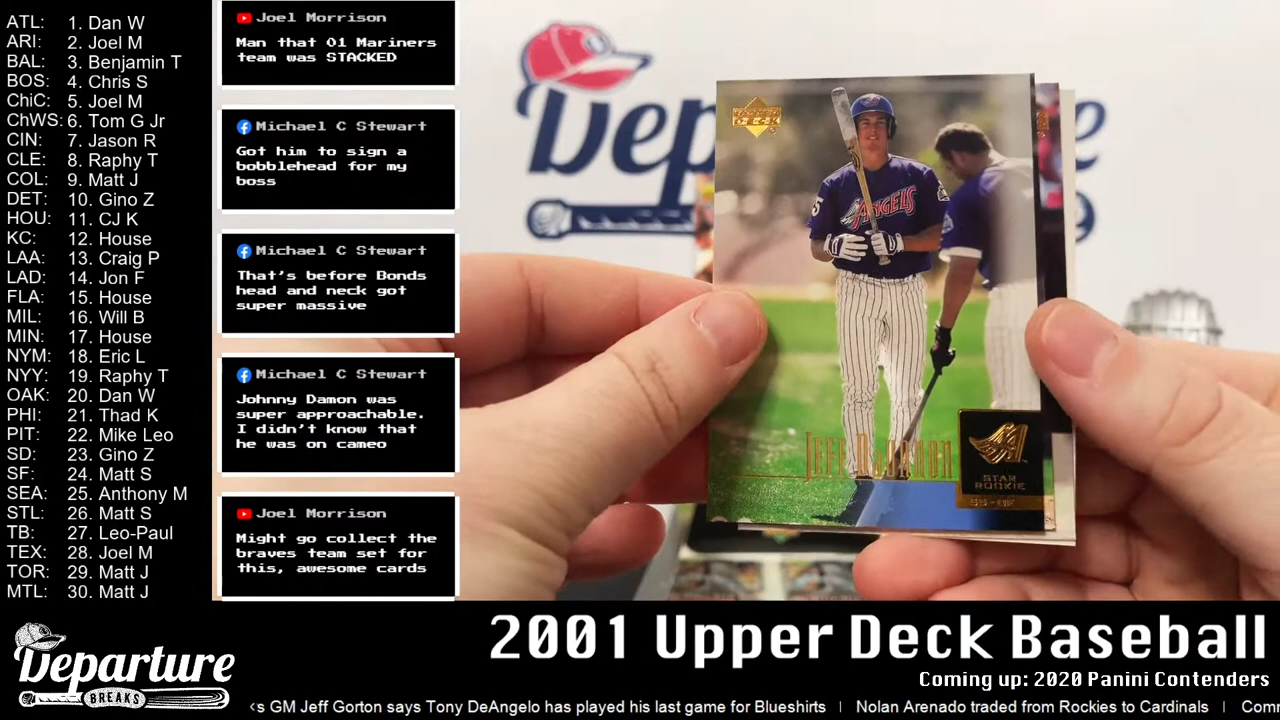 ATL: 1. Dan W
ARI: 2. Joel M
BAL: 3. Benjamin T
BOS: 4. Chris S
ChiC: 5. Joel M
ChWS: 6. Tom G Jr
CIN: 7. Jason R
CLE: 8. Raphy T
COL: 9. Matt J
DET: 10. Gino Z
HOU: 11. CJ K
KC: 12. House
LAA: 13. Craig P
LAD: 14. Jon F
FLA: 15. House
MIL: 16. Will B
MIN: 17. House
NYM: 18. Eric L
NYY: 19. Raphy T
OAK: 20. Dan W
PHI: 21. Thad K
PIT: 22. Mike Leo
SD: 23. Gino Z
SF: 24. Matt S
SEA: 25. Anthony M
STL: 26. Matt S
TB: 27. Leo-Paul
TEX: 28. Joel M
TOR: 29. Matt J
MTL: 30. Matt J
Joel Morrison
Man that 01 Mariners
team was STACKED
Michael C Stewart
Got him to sign a
bobblehead for my
boss
Michael C Stewart
That's before Bonds
head and neck got
super massive
Michael C Stewart
Johnny Damon was
super approachable.
I didn't know that
he was on cameo
Joel Morrison
Might go collect the
braves team set for
this, awesome cards
Dep
UPPER
DECK
ANGELS
Jeff
STAR
ROOKIE
SS-OF
Departure
BREAKS
2001 Upper Deck Baseball
Coming up: 2020 Panini Contenders
GM Jeff Gorton says Tony DeAngelo has played his last game for Blueshirts | Nolan Arenado traded from Rockies to Cardinals |